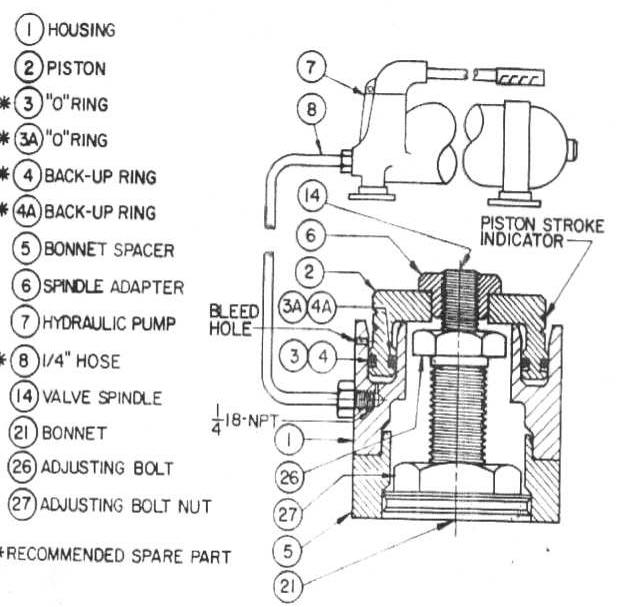 1 HOUSING
2 PISTON
* 3 "O" RING
* 3A "O" RING
* 4 BACK-UP RING
* 4A BACK-UP RING
5 BONNET SPACER
6 SPINDLE ADAPTER
7 HYDRAULIC PUMP
* 8 1/4" HOSE
14 VALVE SPINDLE
21 BONNET
26 ADJUSTING BOLT
27 ADJUSTING BOLT NUT
*RECOMMENDED SPARE PART
7
8
14
6
2
3A 4A
BLEED
HOLE
3 4
1/4 18-NPT
1
26
27
5
21
PISTON STROKE
INDICATOR